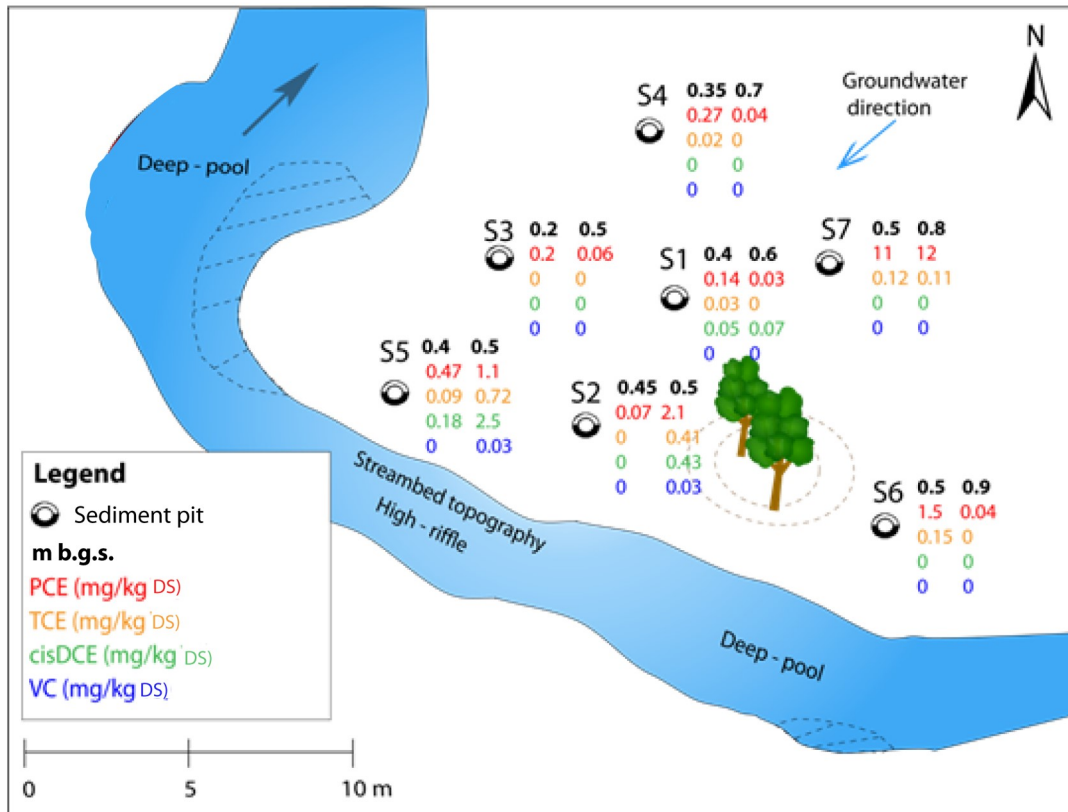 N
Groundwater
direction
Deep - pool
S4
0.35 0.7
0.27 0.04
0.02 0
0 0
0 0
S3
0.2 0.5
0.2 0.06
0 0
0 0
0 0
S1
0.4 0.6
0.14 0.03
0.03 0
0.05 0.07
0 0
S7
0.5 0.8
11 12
0.12 0.11
0 0
0 0
S5
0.4 0.5
0.47 1.1
0.09 0.72
0.18 2.5
0 0.03
S2
0.45 0.5
0.07 2.1
0 0.41
0 0.43
0 0.03
S6
0.5 0.9
1.5 0.04
0.15 0
0 0
0 0
Streambed topography
High - riffle
Deep - pool
Legend
Sediment pit
m b.g.s.
PCE (mg/kg DS)
TCE (mg/kg DS)
cisDCE (mg/kg DS)
VC (mg/kg DS)
0 5 10 m